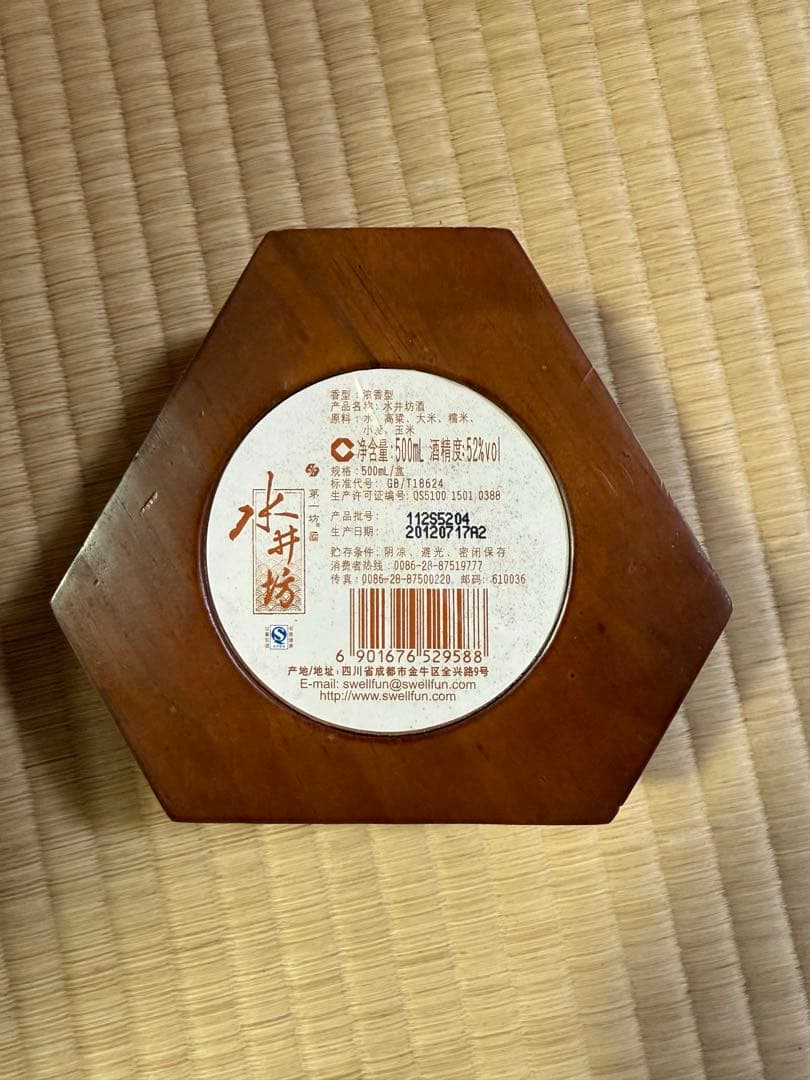 香型：浓香型
产品名称：水井坊酒
原料：水、高粱、大米、糯米、
小麦、玉米
净含量:500mL 酒精度:52%vol
规格：500mL/盒
标准代号：GB/T18624
生产许可证编号：QS5100 1501 0388
产品批号： 112S5204
生产日期： 20120717A2
贮存条件：阴凉、避光、密闭保存
消费者热线：0086-28-87519777
传真：0086-28-87500220 邮码：610036
水井坊
第一坊
6 901676 529588
产地/地址：四川省成都市金牛区全兴路9号
E-mail: swellfun@swellfun.com
http://www.swellfun.com